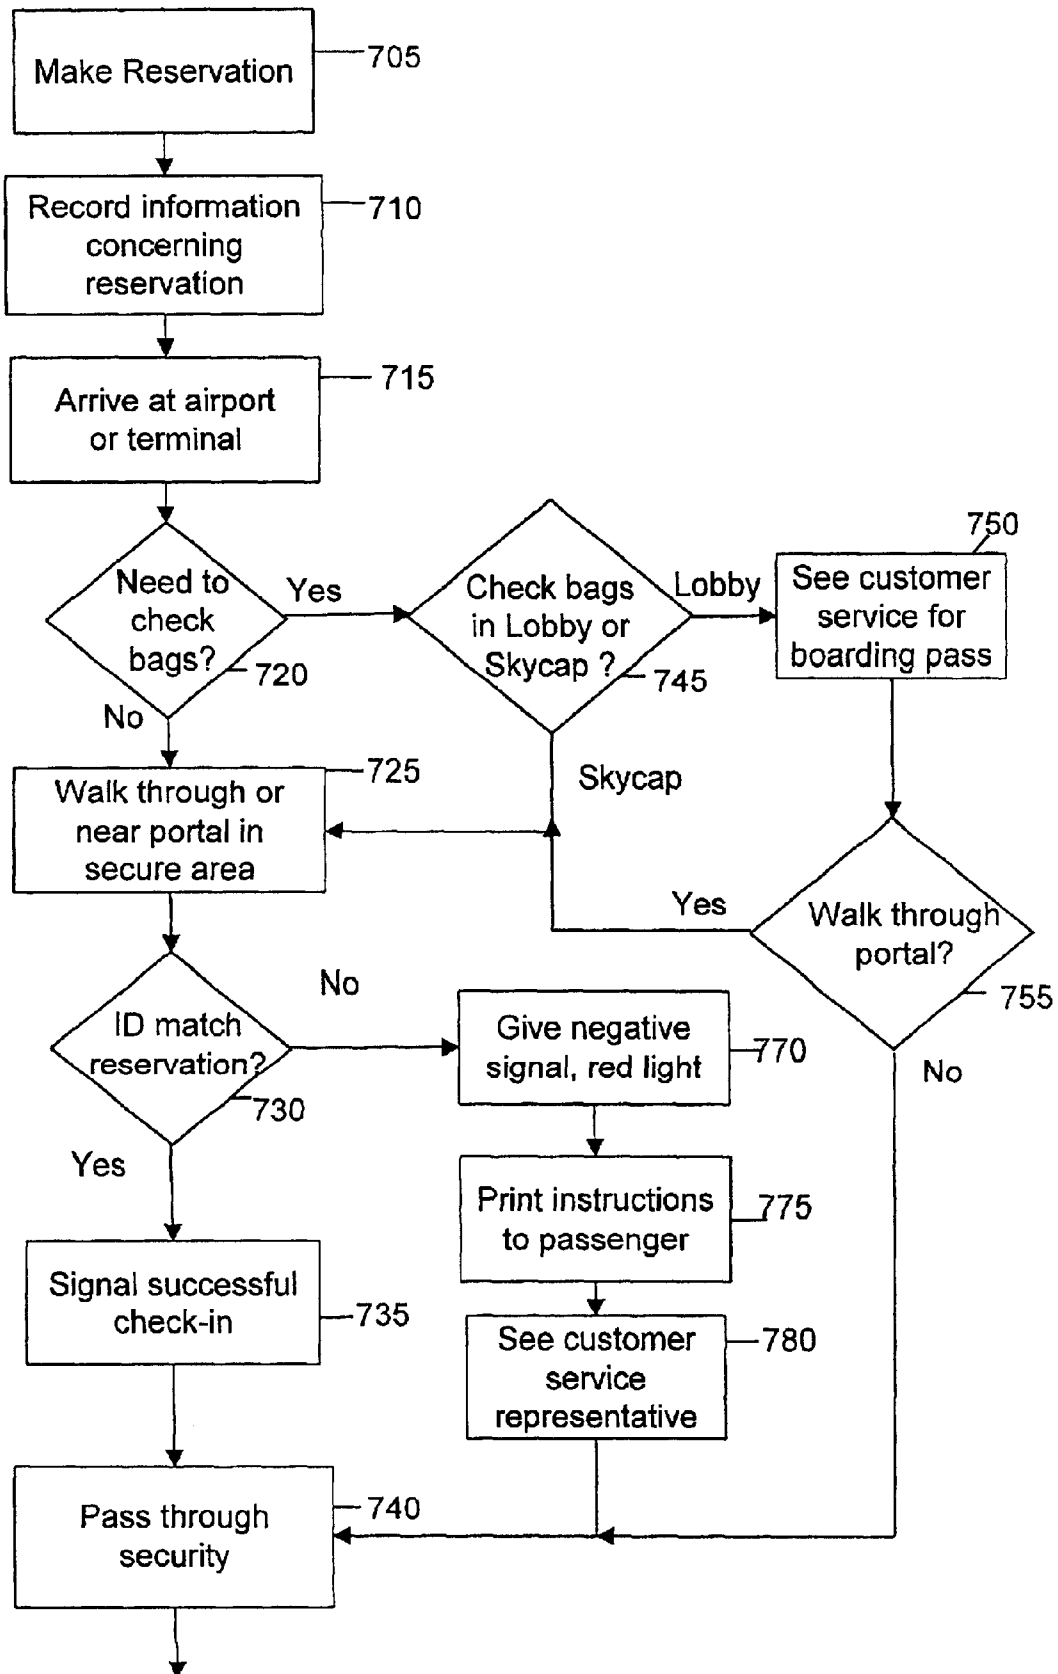 Make Reservation
705
Record information
concerning
reservation
710
Arrive at airport
or terminal
715
Need to
check
bags?
720
Yes
No
Check bags
in Lobby or
Skycap ?
745
Lobby
Skycap
750
See customer
service for
boarding pass
Walk through or
near portal in
secure area
725
Walk through
portal?
755
Yes
No
ID match
reservation?
730
No
Yes
Give negative
signal, red light
770
Print instructions
to passenger
775
See customer
service
representative
780
Signal successful
check-in
735
Pass through
security
740